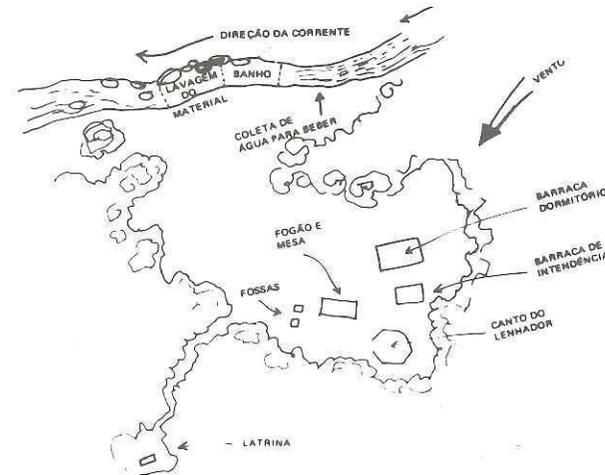 DIREÇÃO DA CORRENTE
LAVAGEM
DO
MATERIAL
BANHO
COLETA DE
ÁGUA PARA BEBER
VENTO
BARRACA
DORMITÓRIO
FOGÃO E
MESA
BARRACA DE
INTENDÊNCIA
FOSSAS
CANTO DO
LENHADOR
– LATRINA